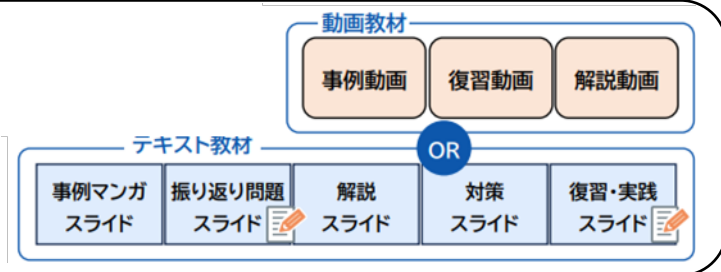 動画教材
事例動画
復習動画
解説動画
テキスト教材
OR
事例マンガ
スライド
振り返り問題
スライド
解説
スライド
対策
スライド
復習・実践
スライド